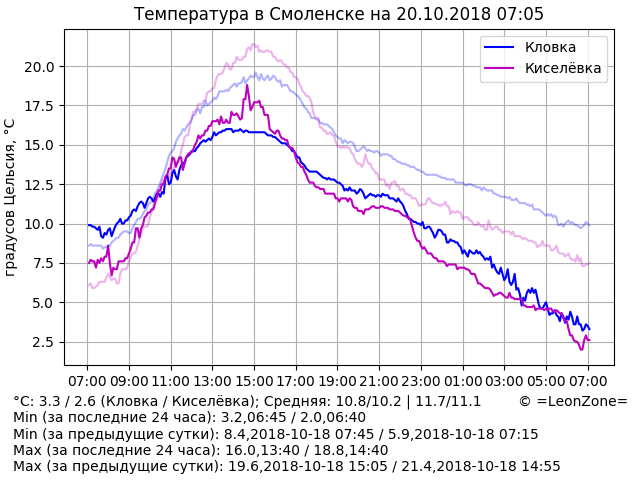 Температура в Смоленске на 20.10.2018 07:05
Кловка
Киселёвка
градусов Цельсия, °C
20.0
17.5
15.0
12.5
10.0
7.5
5.0
2.5
07:00 09:00 11:00 13:00 15:00 17:00 19:00 21:00 23:00 01:00 03:00 05:00 07:00
°C: 3.3 / 2.6 (Кловка / Киселёвка); Средняя: 10.8/10.2 | 11.7/11.1 © =LeonZone=
Min (за последние 24 часа): 3.2,06:45 / 2.0,06:40
Min (за предыдущие сутки): 8.4,2018-10-18 07:45 / 5.9,2018-10-18 07:15
Max (за последние 24 часа): 16.0,13:40 / 18.8,14:40
Max (за предыдущие сутки): 19.6,2018-10-18 15:05 / 21.4,2018-10-18 14:55